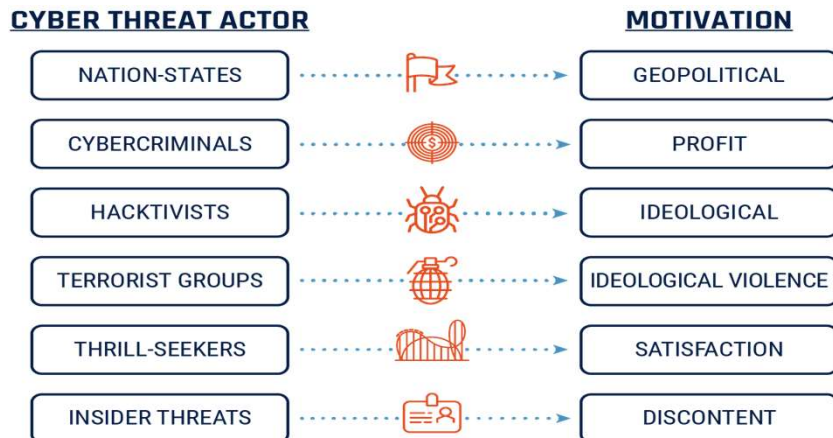 CYBER THREAT ACTOR
MOTIVATION
NATION-STATES
GEOPOLITICAL
CYBERCRIMINALS
$
PROFIT
HACKTIVISTS
IDEOLOGICAL
TERRORIST GROUPS
IDEOLOGICAL VIOLENCE
THRILL-SEEKERS
SATISFACTION
INSIDER THREATS
DISCONTENT